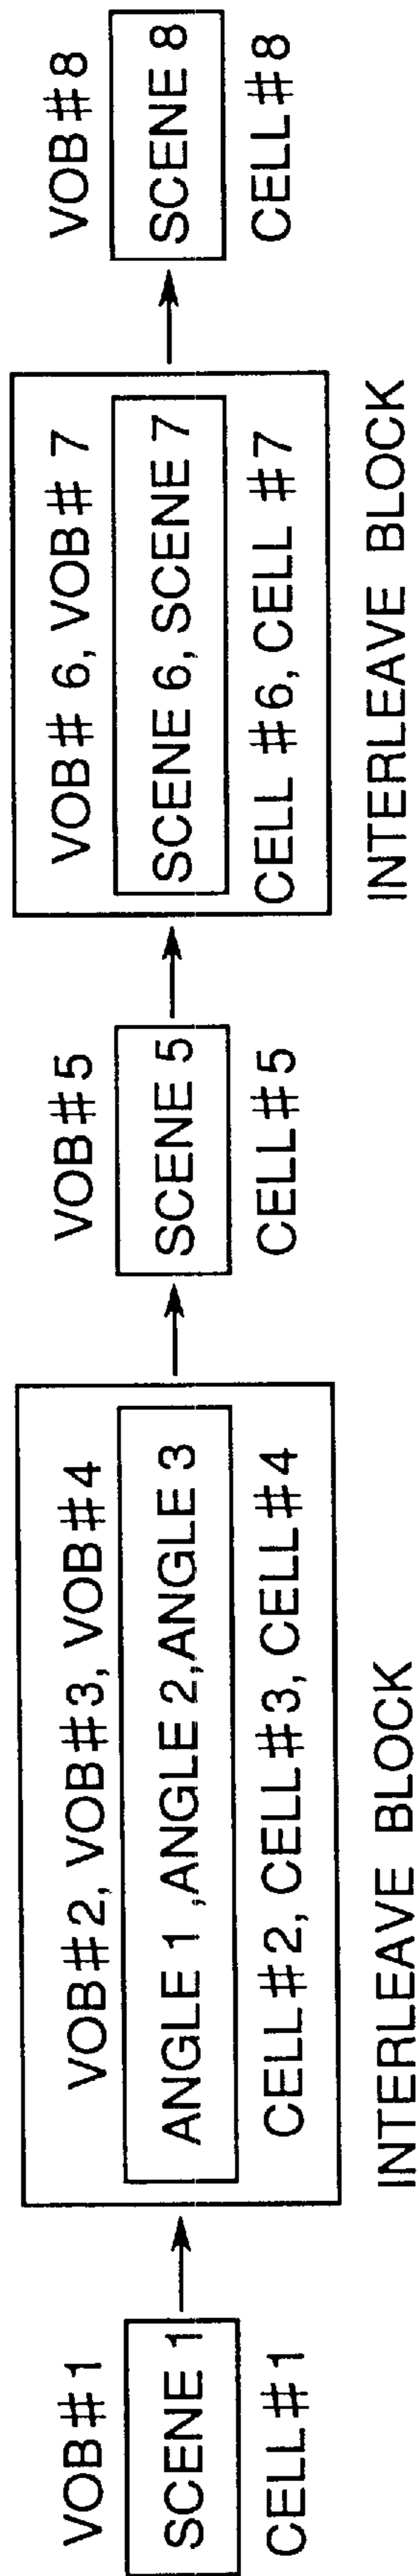 VOB#1
SCENE 1
CELL#1
VOB#2, VOB#3, VOB#4
ANGLE 1 ,ANGLE 2,ANGLE 3
CELL#2, CELL#3, CELL#4
INTERLEAVE BLOCK
VOB#5
SCENE 5
CELL#5
VOB# 6, VOB# 7
SCENE 6, SCENE 7
CELL #6, CELL #7
INTERLEAVE BLOCK
VOB#8
SCENE 8
CELL#8